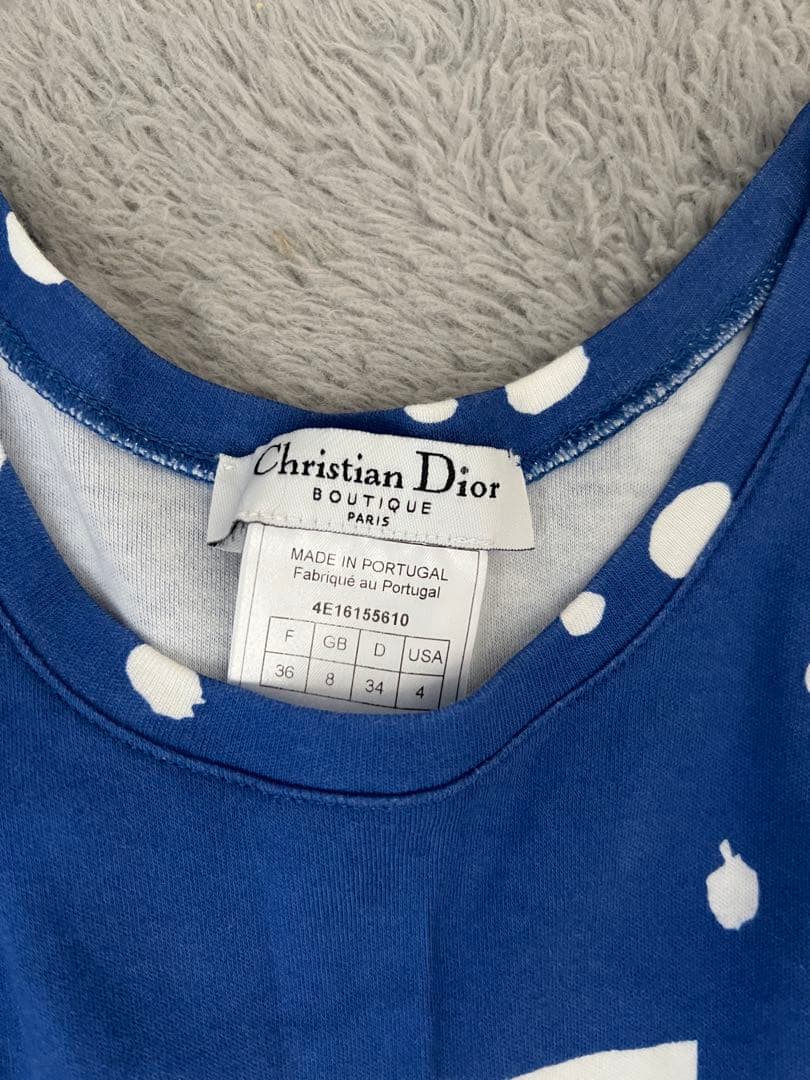 Christian Dior
BOUTIQUE
PARIS
MADE IN PORTUGAL
Fabriqué au Portugal
4E16155610
F GB D USA
36 8 34 4